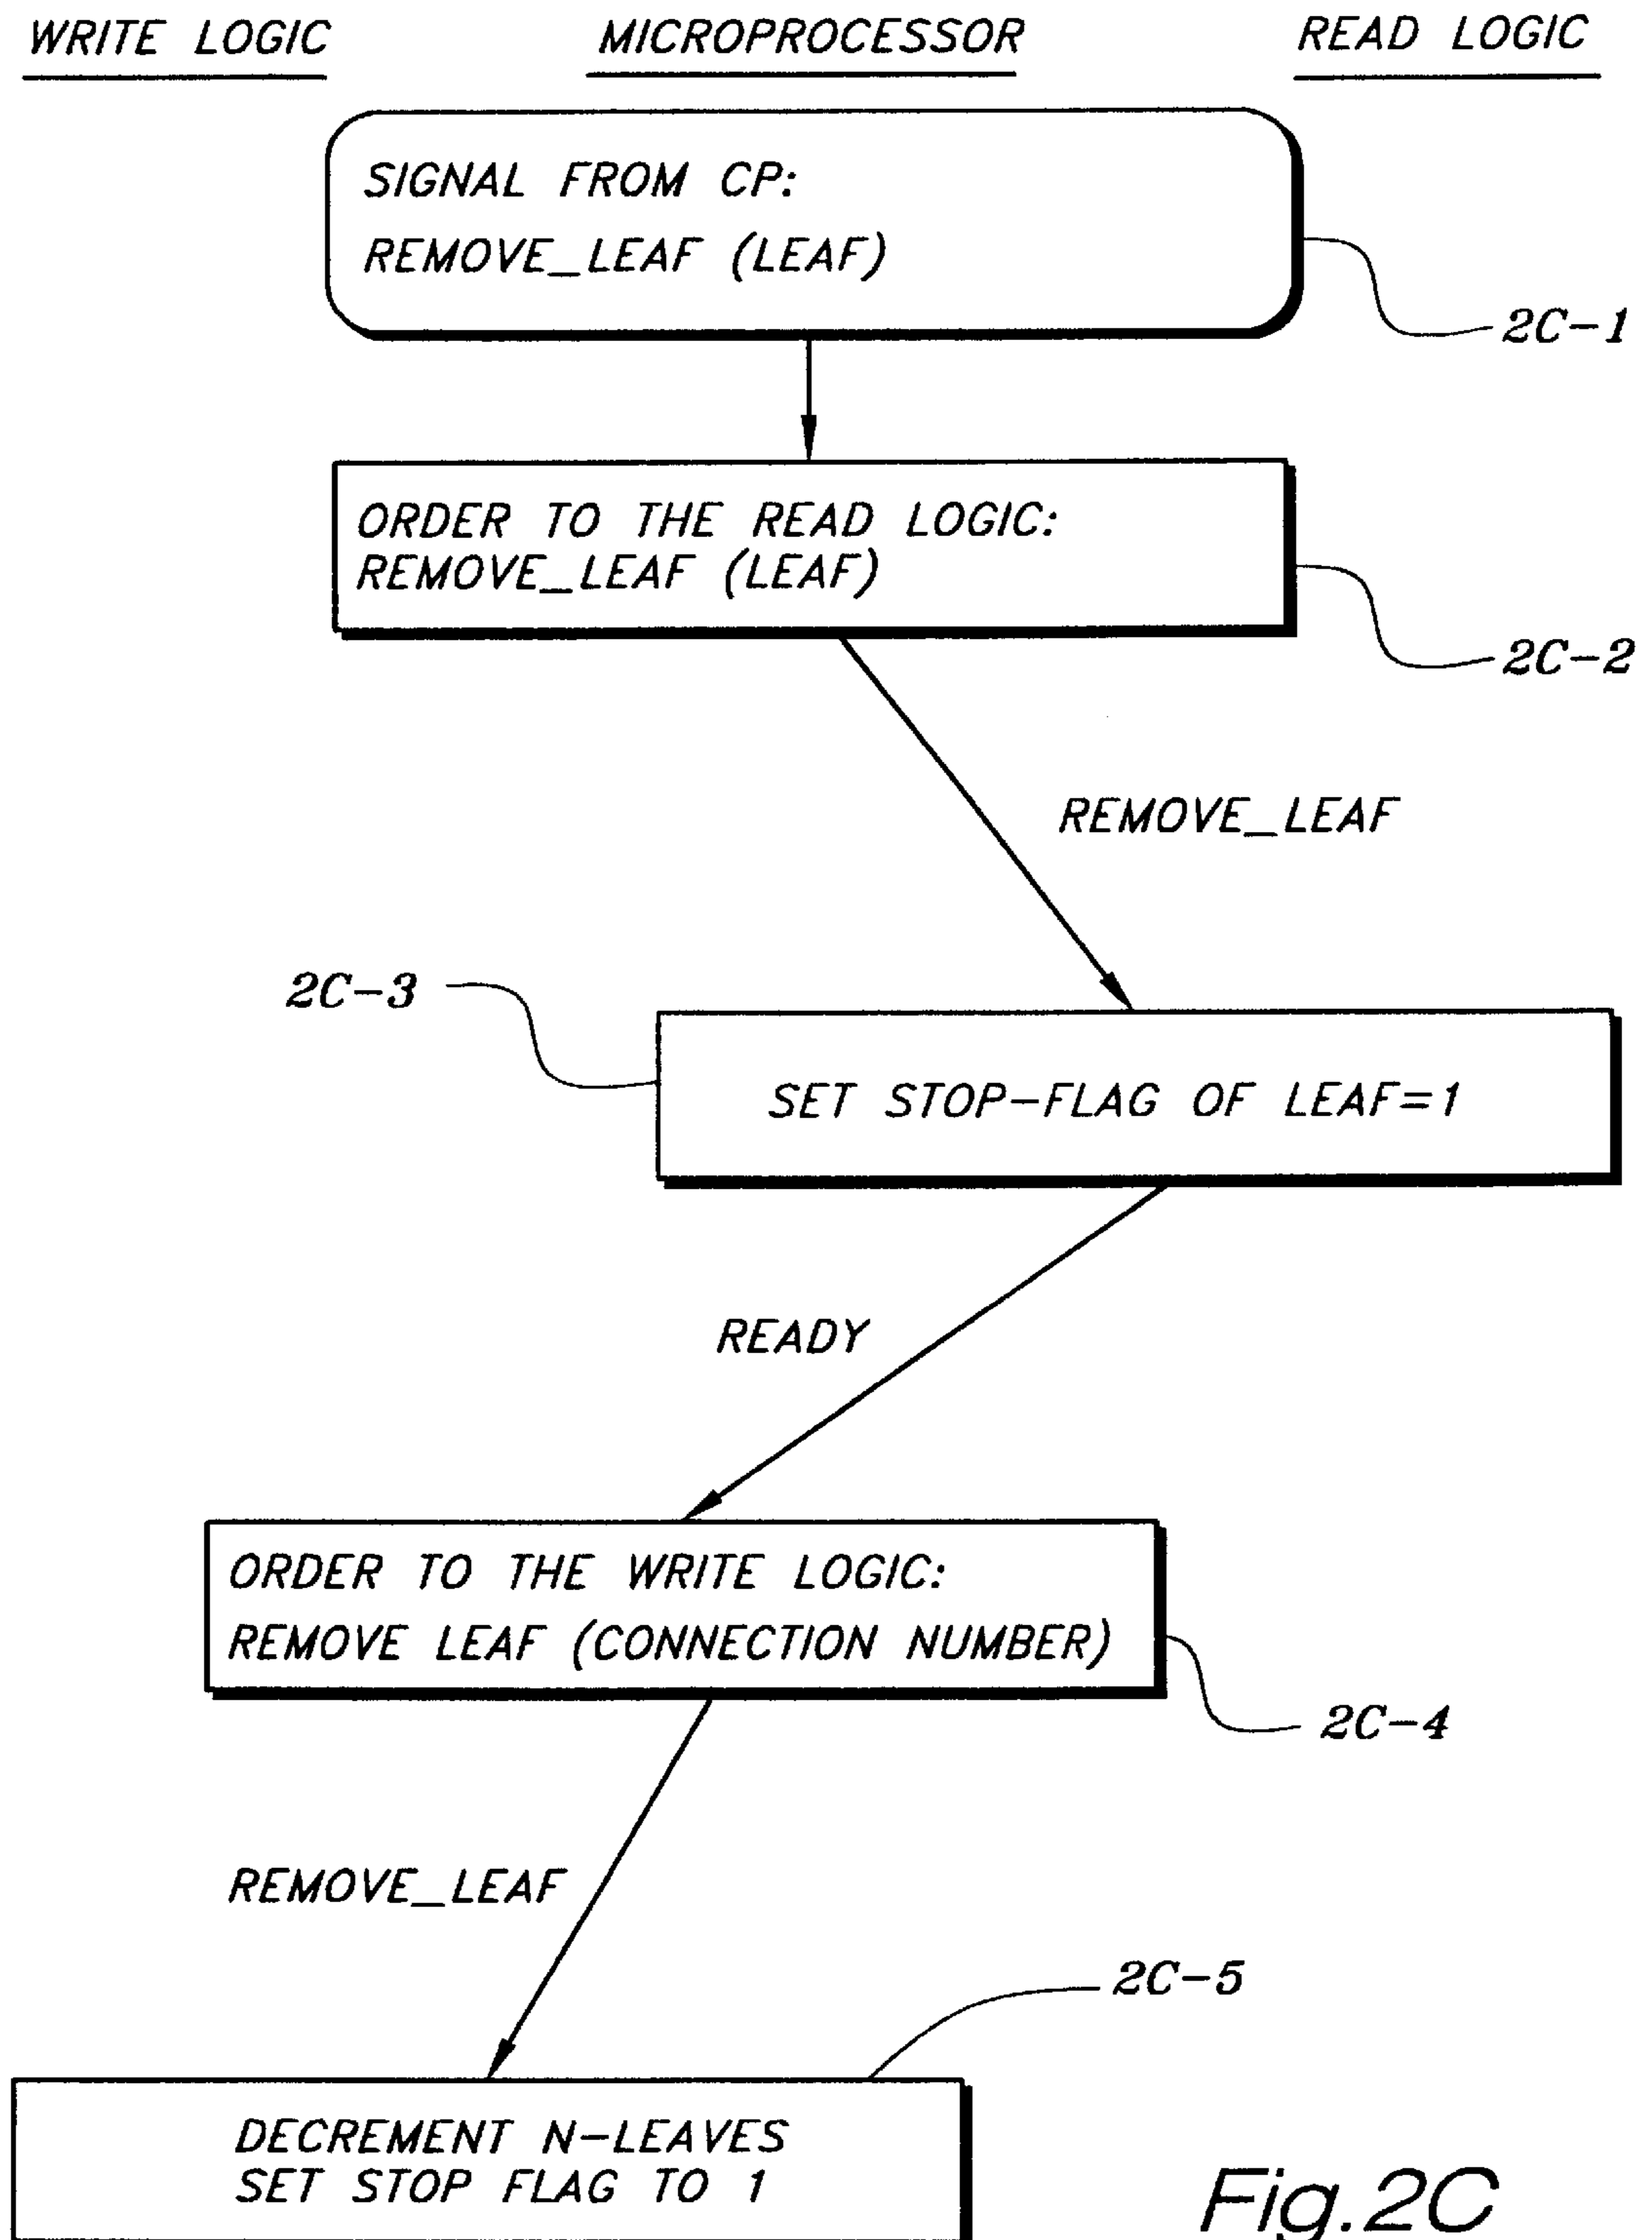 WRITE LOGIC
MICROPROCESSOR
READ LOGIC
SIGNAL FROM CP:
REMOVE_LEAF (LEAF)
2C-1
ORDER TO THE READ LOGIC:
REMOVE_LEAF (LEAF)
2C-2
REMOVE_LEAF
2C-3
SET STOP-FLAG OF LEAF=1
READY
ORDER TO THE WRITE LOGIC:
REMOVE LEAF (CONNECTION NUMBER)
2C-4
REMOVE_LEAF
2C-5
DECREMENT N-LEAVES
SET STOP FLAG TO 1
Fig.2C